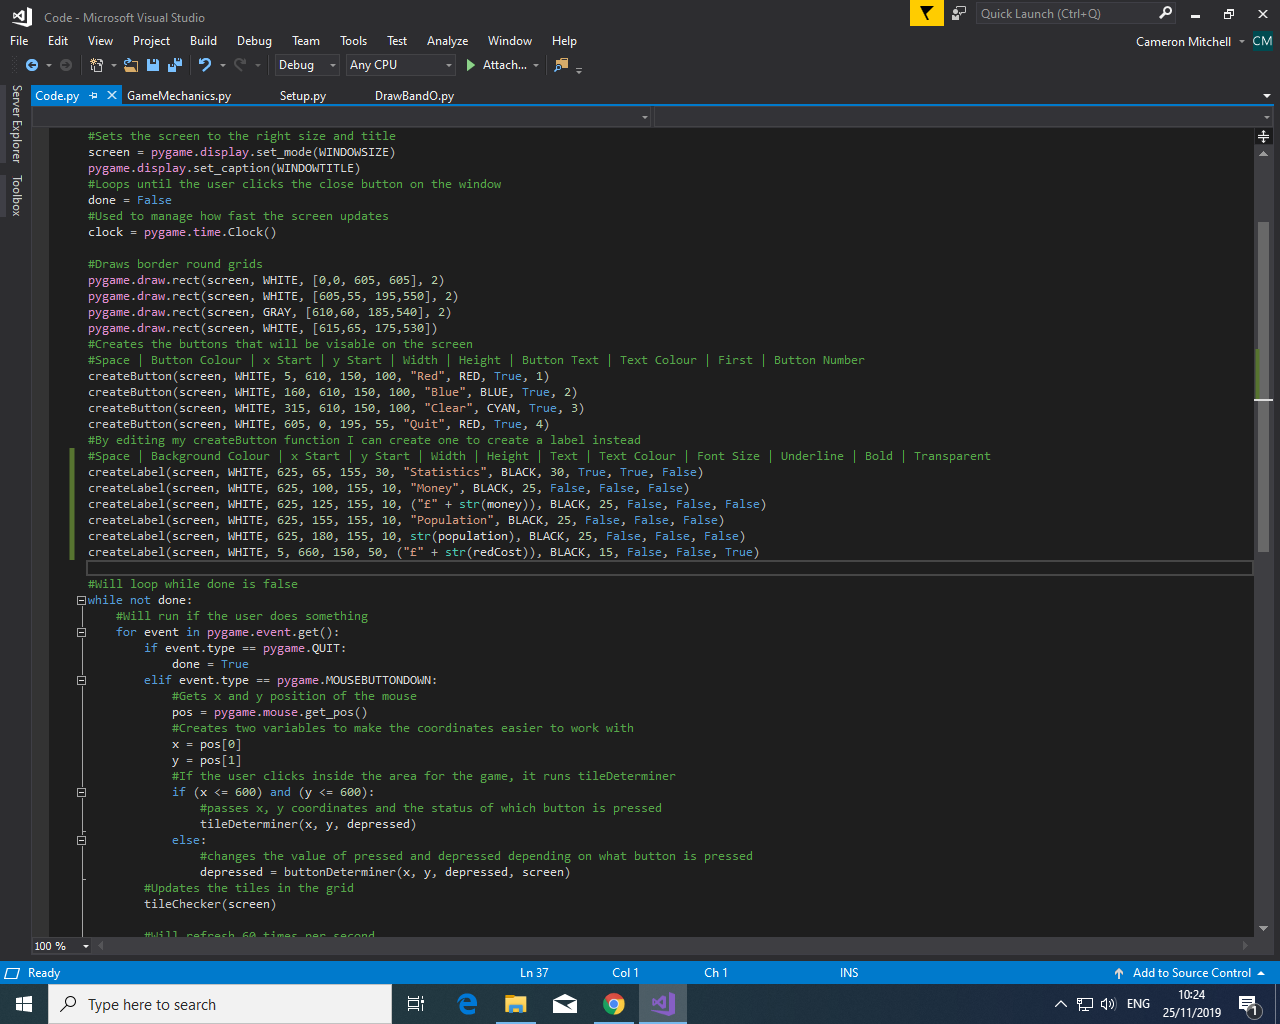 Code - Microsoft Visual Studio
Quick Launch (Ctrl+Q)
File Edit View Project Build Debug Team Tools Test Analyze Window Help
Cameron Mitchell CM
Debug Any CPU Attach...
Server Explorer
Toolbox
Code.py GameMechanics.py Setup.py DrawBandO.py
#Sets the screen to the right size and title
screen = pygame.display.set_mode(WINDOWSIZE)
pygame.display.set_caption(WINDOWTITLE)
#Loops until the user clicks the close button on the window
done = False
#Used to manage how fast the screen updates
clock = pygame.time.Clock()
#Draws border round grids
pygame.draw.rect(screen, WHITE, [0,0, 605, 605], 2)
pygame.draw.rect(screen, WHITE, [605,55, 195,550], 2)
pygame.draw.rect(screen, GRAY, [610,60, 185,540], 2)
pygame.draw.rect(screen, WHITE, [615,65, 175,530])
#Creates the buttons that will be visable on the screen
#Space | Button Colour | x Start | y Start | Width | Height | Button Text | Text Colour | First | Button Number
createButton(screen, WHITE, 5, 610, 150, 100, "Red", RED, True, 1)
createButton(screen, WHITE, 160, 610, 150, 100, "Blue", BLUE, True, 2)
createButton(screen, WHITE, 315, 610, 150, 100, "Clear", CYAN, True, 3)
createButton(screen, WHITE, 605, 0, 195, 55, "Quit", RED, True, 4)
#By editing my createButton function I can create one to create a label instead
#Space | Background Colour | x Start | y Start | Width | Height | Text | Text Colour | Font Size | Underline | Bold | Transparent
createLabel(screen, WHITE, 625, 65, 155, 30, "Statistics", BLACK, 30, True, True, False)
createLabel(screen, WHITE, 625, 100, 155, 10, "Money", BLACK, 25, False, False, False)
createLabel(screen, WHITE, 625, 125, 155, 10, ("£" + str(money)), BLACK, 25, False, False, False)
createLabel(screen, WHITE, 625, 155, 155, 10, "Population", BLACK, 25, False, False, False)
createLabel(screen, WHITE, 625, 180, 155, 10, str(population), BLACK, 25, False, False, False)
createLabel(screen, WHITE, 5, 660, 150, 50, ("£" + str(redCost)), BLACK, 15, False, False, True)
#Will loop while done is false
while not done:
#Will run if the user does something
for event in pygame.event.get():
if event.type == pygame.QUIT:
done = True
elif event.type == pygame.MOUSEBUTTONDOWN:
#Gets x and y position of the mouse
pos = pygame.mouse.get_pos()
#Creates two variables to make the coordinates easier to work with
x = pos[0]
y = pos[1]
#If the user clicks inside the area for the game, it runs tileDeterminer
if (x <= 600) and (y <= 600):
#passes x, y coordinates and the status of which button is pressed
tileDeterminer(x, y, depressed)
else:
#changes the value of pressed and depressed depending on what button is pressed
depressed = buttonDeterminer(x, y, depressed, screen)
#Updates the tiles in the grid
tileChecker(screen)
#Will refresh 60 times per second
100 %
Ready Ln 37 Col 1 Ch 1 INS Add to Source Control
Type here to search
ENG 10:24
25/11/2019
1